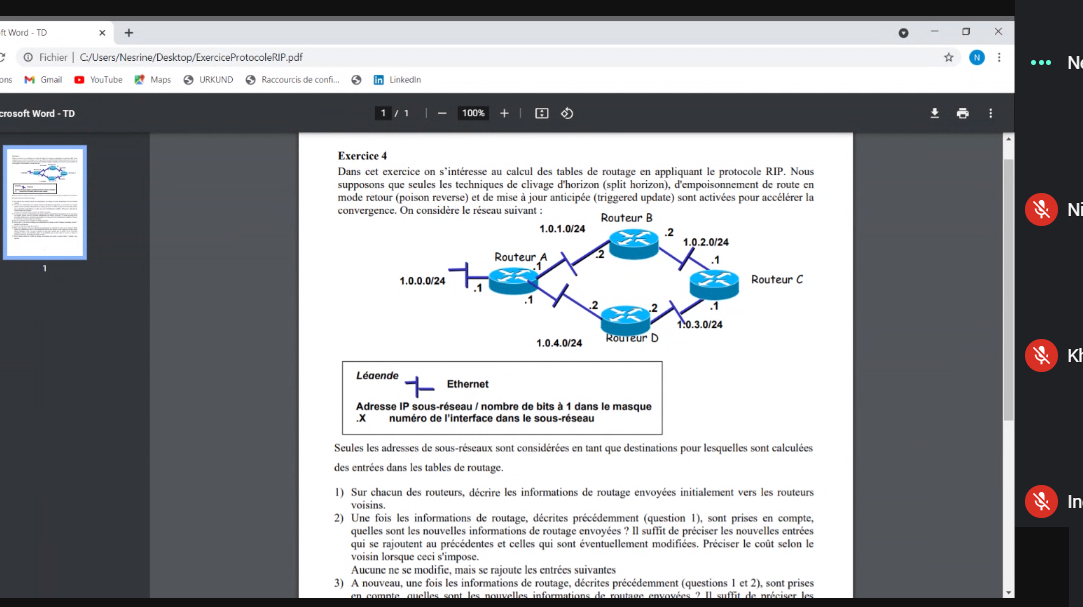 ft Word - TD
Fichier | C:/Users/Nesrine/Desktop/ExerciceProtocoleRIP.pdf
N
ons Gmail YouTube Maps URKUND Raccourcis de confi... LinkedIn
crosoft Word - TD
1 / 1
100%
1
Exercice 4
Dans cet exercice on s'intéresse au calcul des tables de routage en appliquant le protocole RIP. Nous
supposons que seules les techniques de clivage d'horizon (split horizon), d'empoisonnement de route en
mode retour (poison reverse) et de mise à jour anticipée (triggered update) sont activées pour accélérer la
convergence. On considère le réseau suivant :
Routeur B
1.0.1.0/24
.2
1.0.2.0/24
Routeur A
.1
.2
.1
1.0.0.0/24
.1
Routeur C
.1
.2
.2
.1
1.0.3.0/24
Routeur D
1.0.4.0/24
Légende
Ethernet
Adresse IP sous-réseau / nombre de bits à 1 dans le masque
.X numéro de l'interface dans le sous-réseau
Seules les adresses de sous-réseaux sont considérées en tant que destinations pour lesquelles sont calculées
des entrées dans les tables de routage.
1) Sur chacun des routeurs, décrire les informations de routage envoyées initialement vers les routeurs
voisins.
2) Une fois les informations de routage, décrites précédemment (question 1), sont prises en compte,
quelles sont les nouvelles informations de routage envoyées ? Il suffit de préciser les nouvelles entrées
qui se rajoutent au précédentes et celles qui sont éventuellement modifiées. Préciser le coût selon le
voisin lorsque ceci s'impose.
Aucune ne se modifie, mais se rajoute les entrées suivantes
3) A nouveau, une fois les informations de routage, décrites précédemment (questions 1 et 2), sont prises
en compte, quelles sont les nouvelles informations de routage envoyées ? Il suffit de préciser les
Ne
Ni
Kh
In